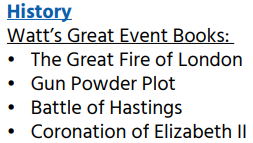 History
Watt's Great Event Books:
• The Great Fire of London
• Gun Powder Plot
• Battle of Hastings
• Coronation of Elizabeth II